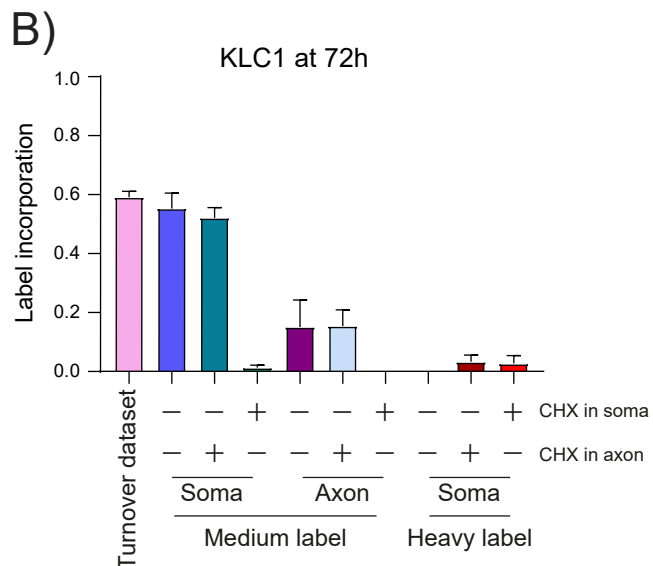 B)
KLC1 at 72h
Label incorporation
1.0
0.8
0.6
0.4
0.2
0.0
Turnover dataset
− − + − − + − − + CHX in soma
− + − − + − − + − CHX in axon
Soma Axon Soma
Medium label Heavy label